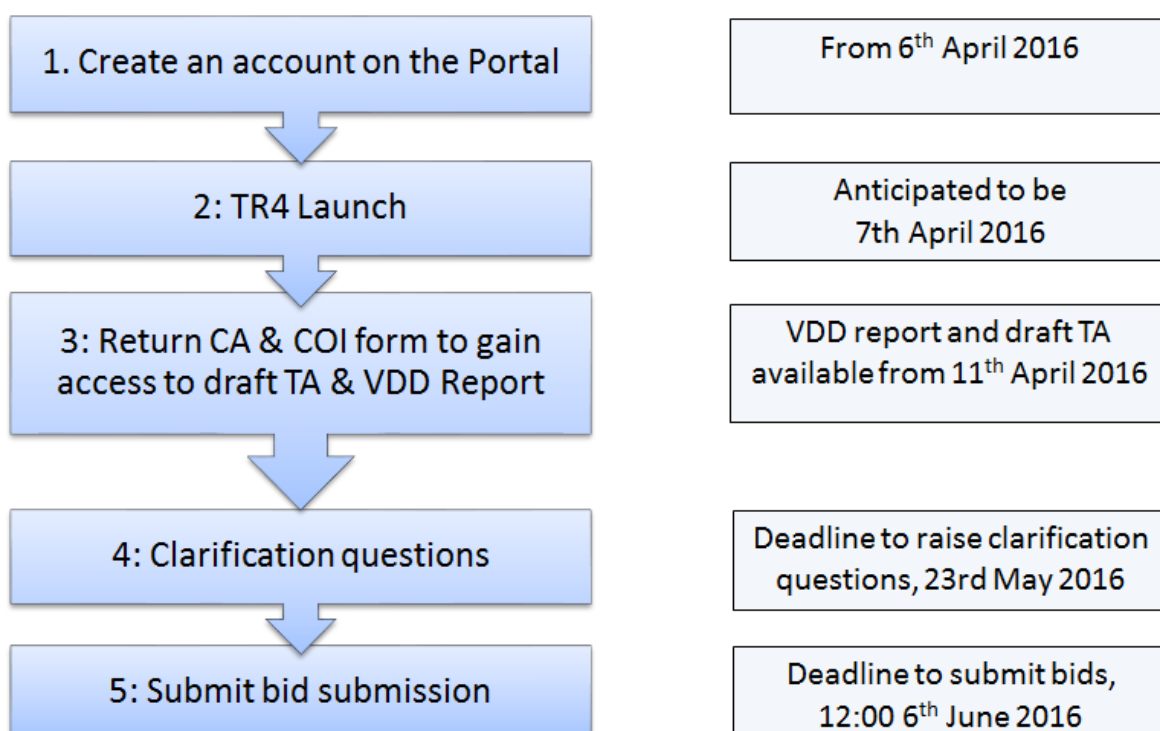 1. Create an account on the Portal
From 6th April 2016
2: TR4 Launch
Anticipated to be
7th April 2016
3: Return CA & COI form to gain
access to draft TA & VDD Report
VDD report and draft TA
available from 11th April 2016
4: Clarification questions
Deadline to raise clarification
questions, 23rd May 2016
5: Submit bid submission
Deadline to submit bids,
12:00 6th June 2016